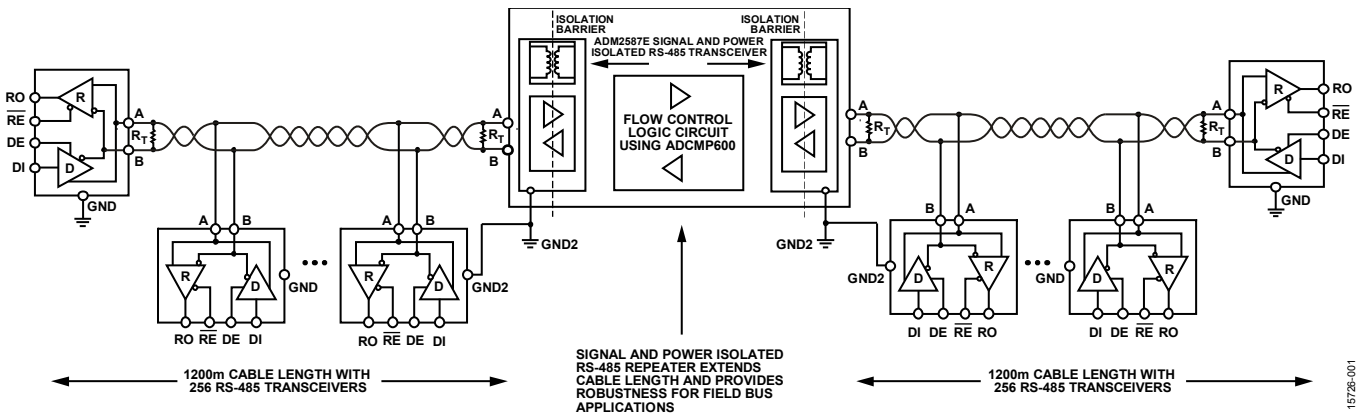 ISOLATION
BARRIER
ISOLATION
BARRIER
ADM2587E SIGNAL AND POWER
ISOLATED RS-485 TRANSCEIVER
FLOW CONTROL
LOGIC CIRCUIT
USING ADCMP600
RO
RE
DE
DI
R
D
A
B
RT
GND
A
B
RT
A
B
RT
A
B
RT
R
D
RO
RE
DE
DI
GND
A B
R
D
GND
RO RE DE DI
•••
A B
R
D
GND2
RO RE DE DI
GND2
GND2
B A
GND2
D
R
DI DE RE RO
•••
B A
GND
D
R
DI DE RE RO
1200m CABLE LENGTH WITH
256 RS-485 TRANSCEIVERS
SIGNAL AND POWER ISOLATED
RS-485 REPEATER EXTENDS
CABLE LENGTH AND PROVIDES
ROBUSTNESS FOR FIELD BUS
APPLICATIONS
1200m CABLE LENGTH WITH
256 RS-485 TRANSCEIVERS
15726-001